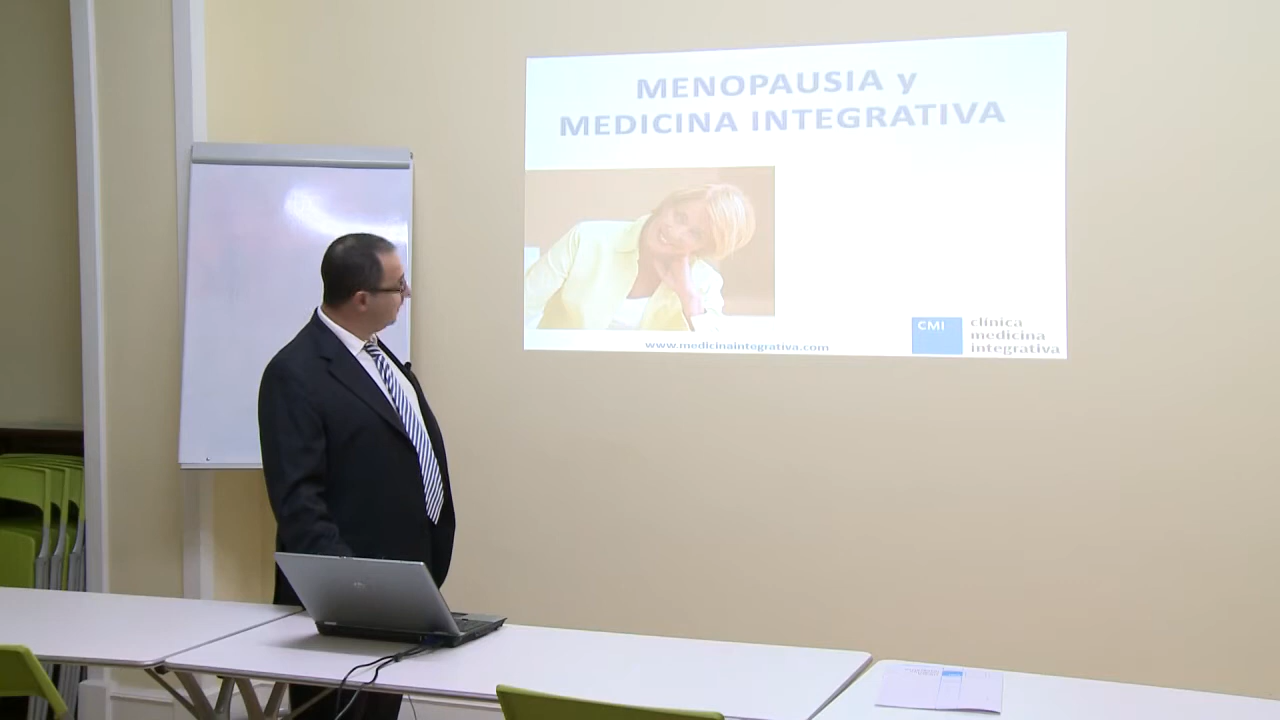 MENOPAUSIA y
MEDICINA INTEGRATIVA
www.medicinaintegrativa.com
CMI
clínica
medicina
integrativa